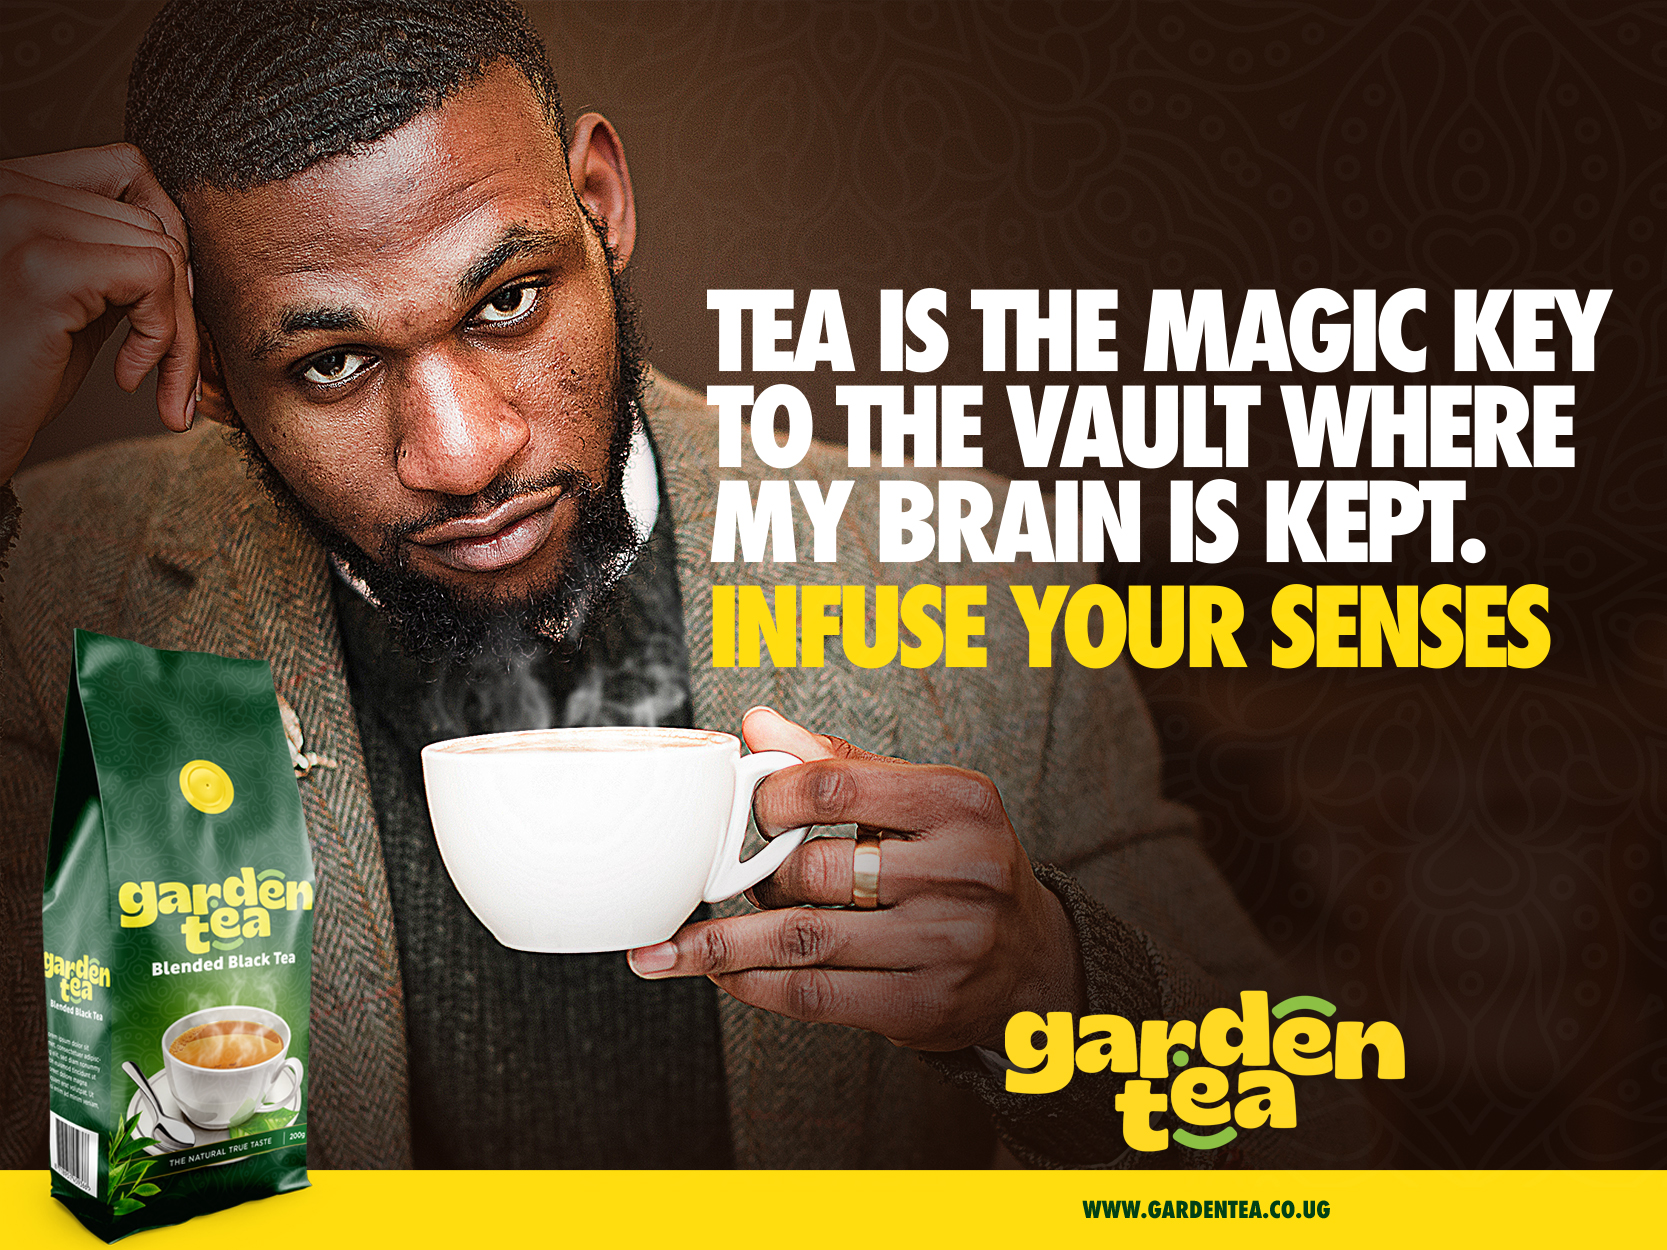 TEA IS THE MAGIC KEY
TO THE VAULT WHERE
MY BRAIN IS KEPT.
INFUSE YOUR SENSES
garden
tea
Blended Black Tea
garden
tea
Blended Black Tea
THE NATURAL TRUE TASTE
200g
garden
tea
WWW.GARDENTEA.CO.UG